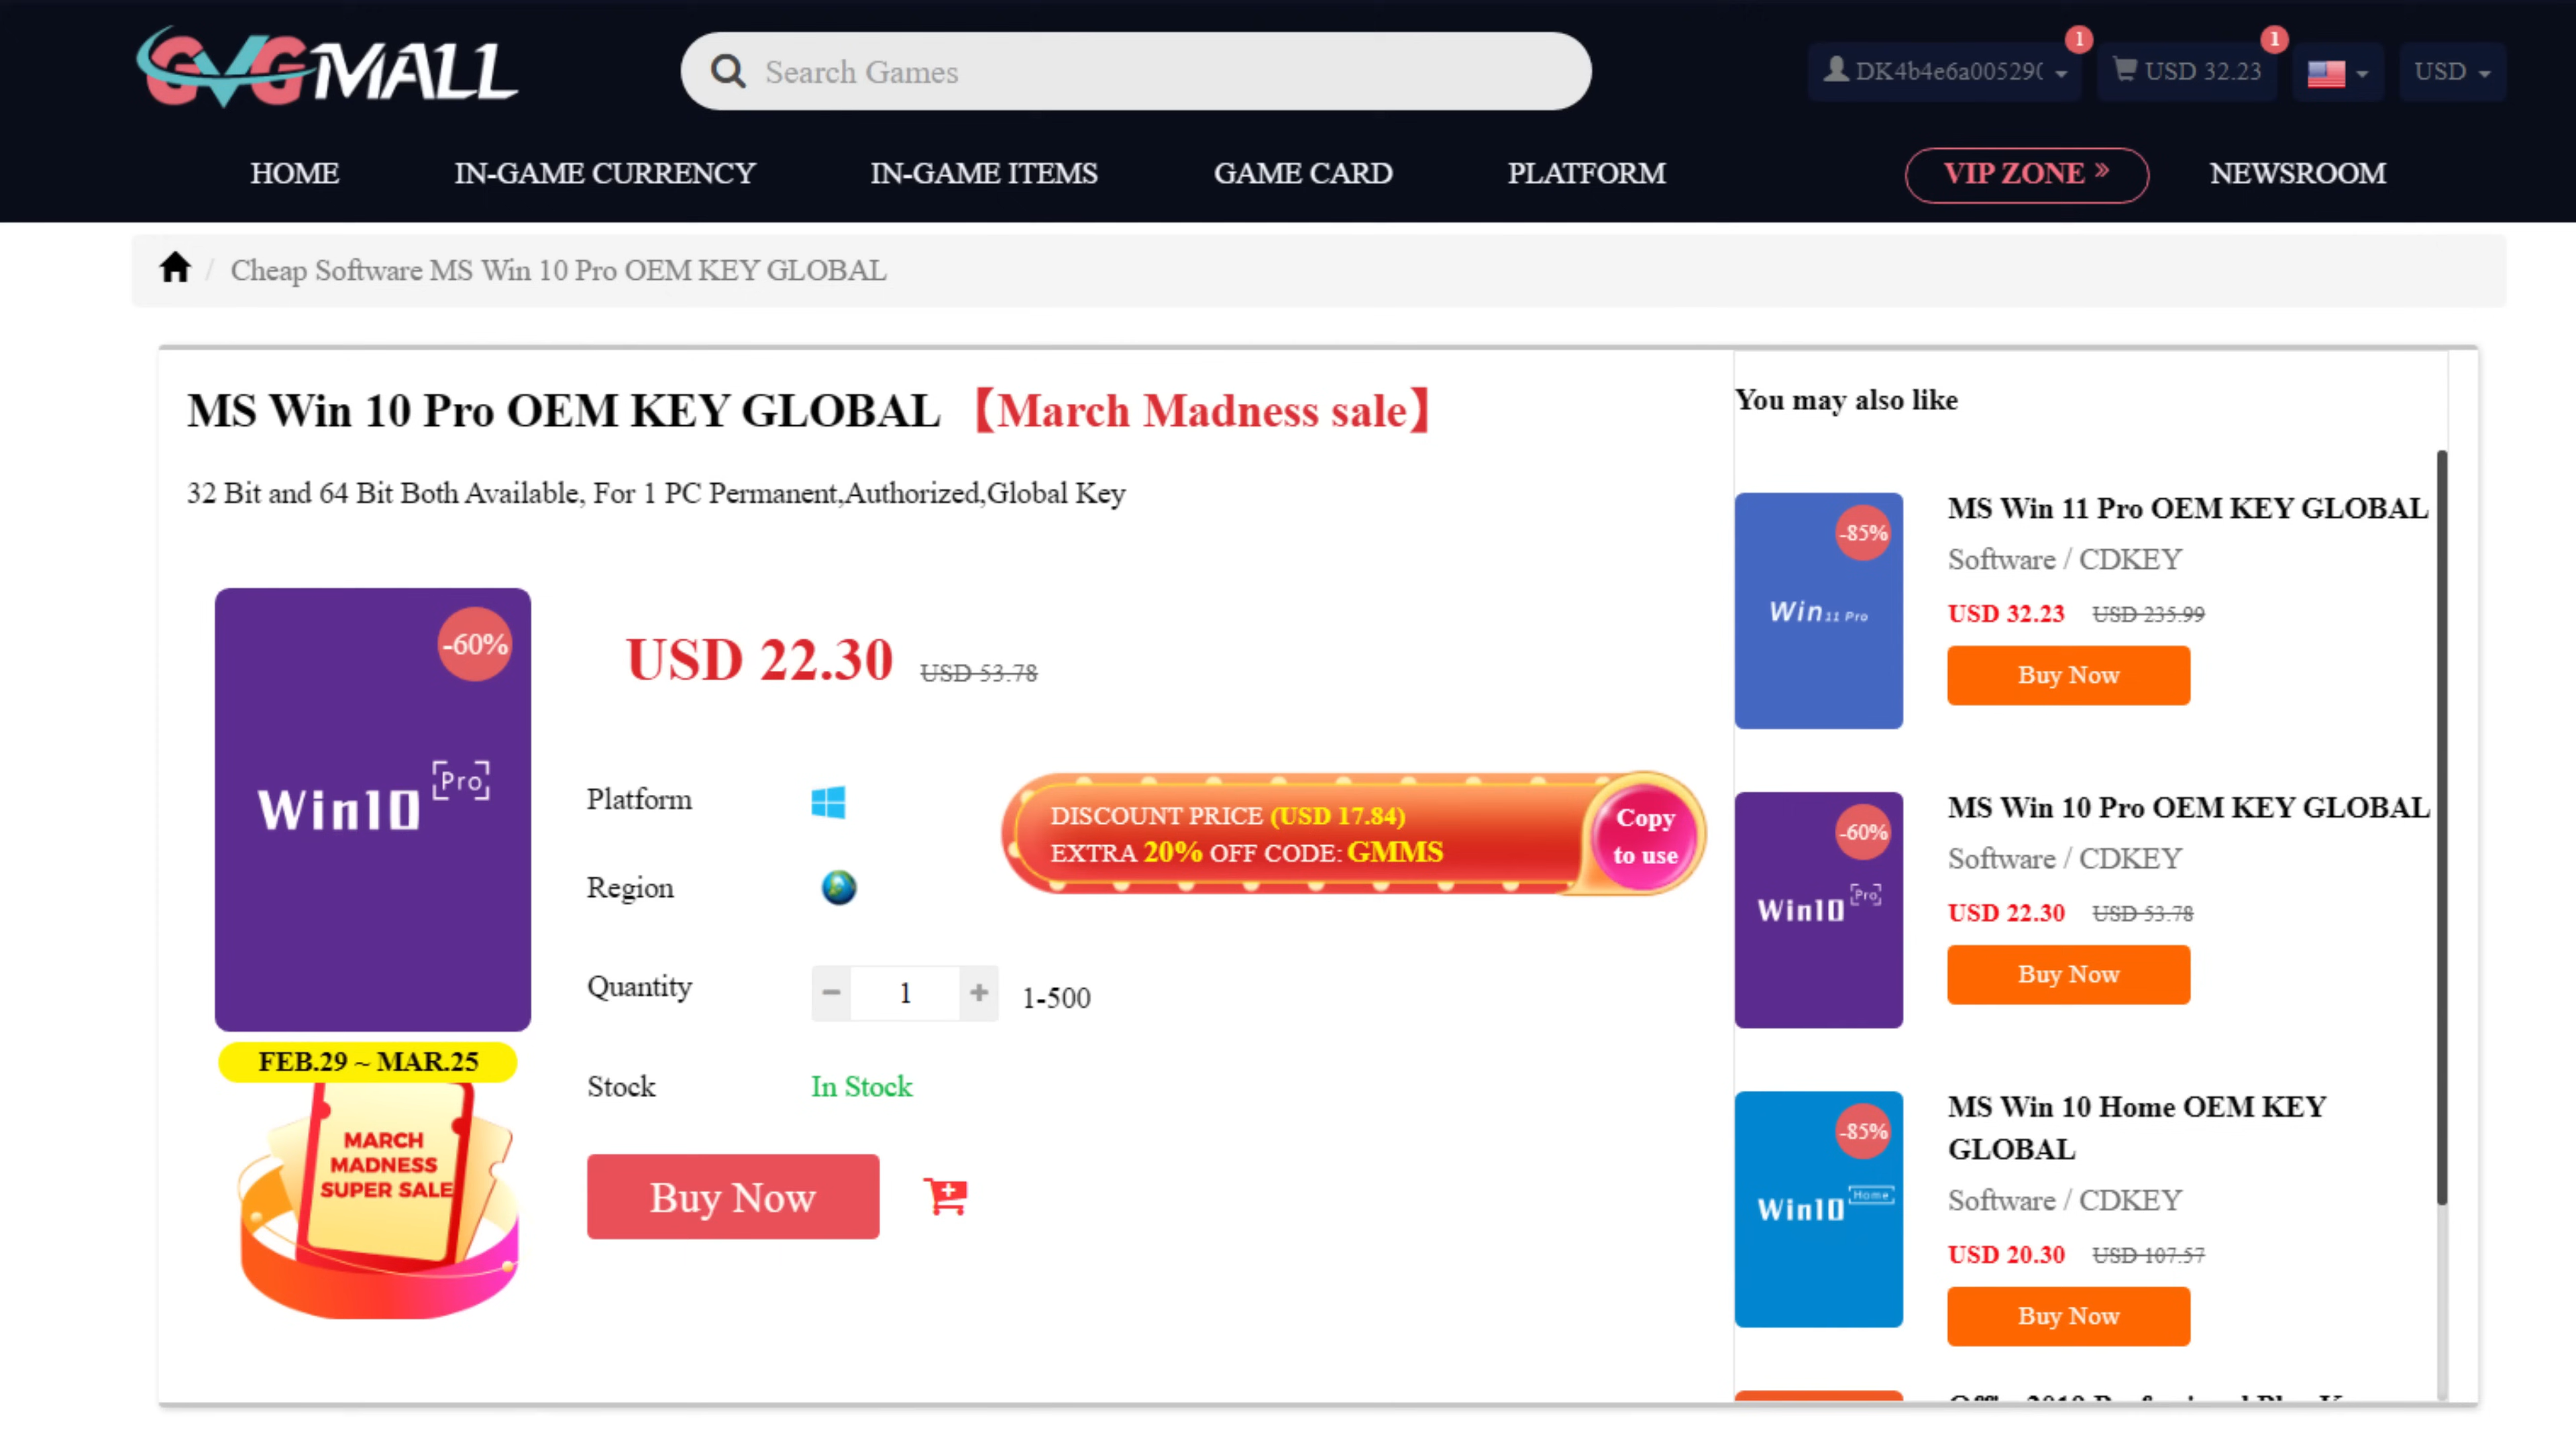 GVGMALL
Search Games
DK4b4e6a005290
1
USD 32.23
1
USD
HOME
IN-GAME CURRENCY
IN-GAME ITEMS
GAME CARD
PLATFORM
VIP ZONE »
NEWSROOM
/ Cheap Software MS Win 10 Pro OEM KEY GLOBAL
MS Win 10 Pro OEM KEY GLOBAL 【March Madness sale】
32 Bit and 64 Bit Both Available, For 1 PC Permanent,Authorized,Global Key
-60%
Win10 [Pro]
FEB.29 ~ MAR.25
MARCH
MADNESS
SUPER SALE
USD 22.30 USD 53.78
Platform
Region
DISCOUNT PRICE (USD 17.84)
EXTRA 20% OFF CODE: GMMS
Copy
to use
Quantity
− 1 + 1-500
Stock In Stock
Buy Now
You may also like
-85%
Win 11 Pro
MS Win 11 Pro OEM KEY GLOBAL
Software / CDKEY
USD 32.23 USD 235.99
Buy Now
-60%
Win10 [Pro]
MS Win 10 Pro OEM KEY GLOBAL
Software / CDKEY
USD 22.30 USD 53.78
Buy Now
-85%
Win10 [Home]
MS Win 10 Home OEM KEY
GLOBAL
Software / CDKEY
USD 20.30 USD 107.57
Buy Now